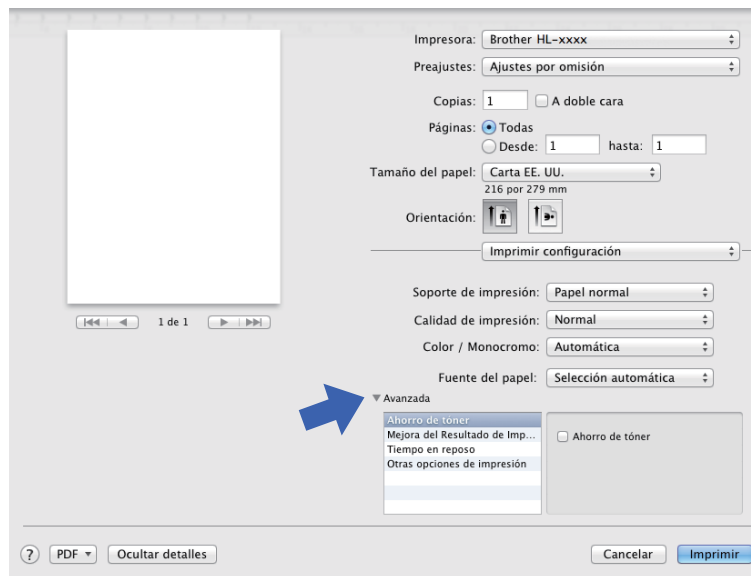 Impresora: Brother HL-xxxx
Preajustes: Ajustes por omisión
Copias: 1 A doble cara
Páginas: Todas
Desde: 1 hasta: 1
Tamaño del papel: Carta EE. UU.
216 por 279 mm
Orientación:
Imprimir configuración
1 de 1
Soporte de impresión: Papel normal
Calidad de impresión: Normal
Color / Monocromo: Automática
Fuente del papel: Selección automática
Avanzada
Ahorro de tóner
Mejora del Resultado de Imp...
Tiempo en reposo
Otras opciones de impresión
Ahorro de tóner
? PDF Ocultar detalles Cancelar Imprimir